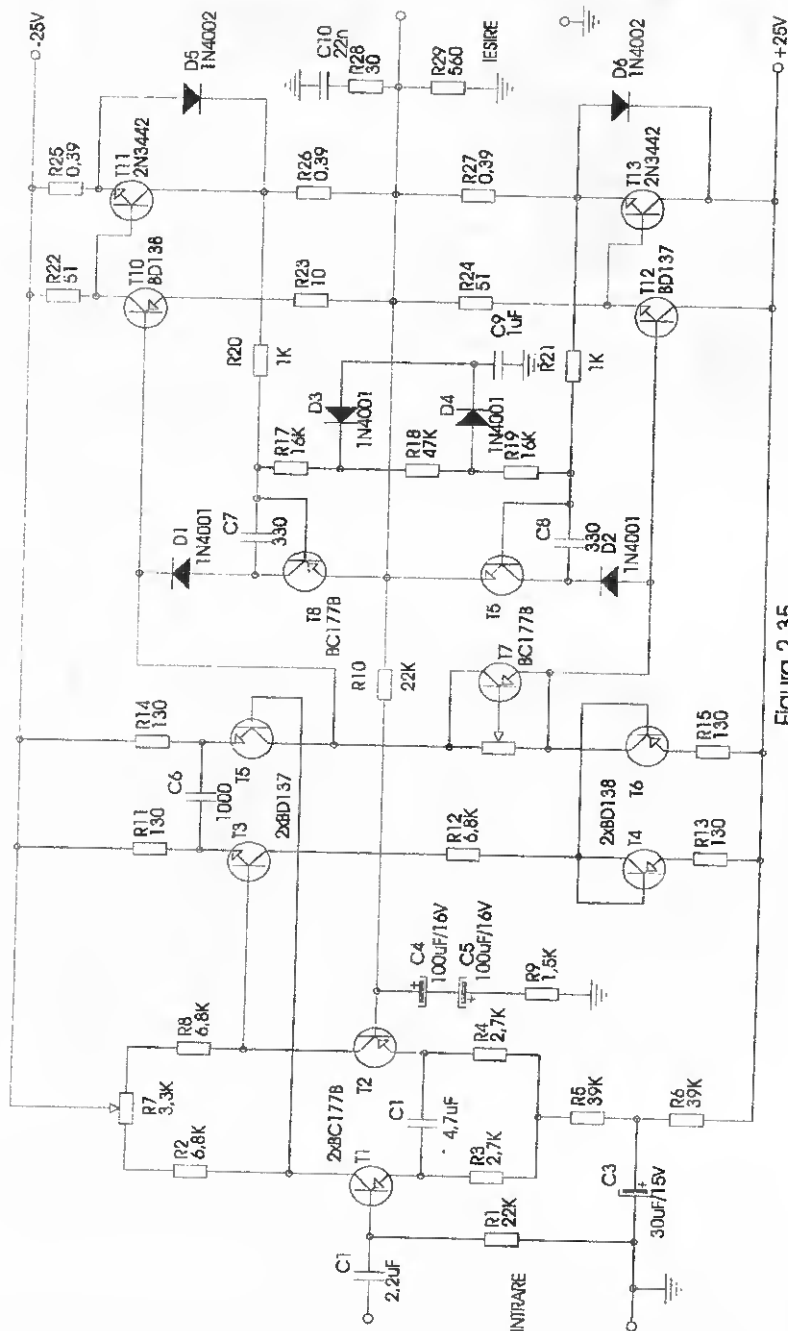 -25V
R25
0,39
D5
1N4002
C10
22n
R28
30
R29
560
IESIRE
D6
1N4002
+25V
T11
2N3442
R26
0,39
R27
0,39
T13
2N3442
R22
51
T10
BD138
R23
10
R24
51
T12
BD137
R20
1K
D3
1N4001
C9
1uF
R21
1K
R17
16K
R18
47K
D4
1N4001
R19
16K
D1
1N4001
C7
330
T8
BC177B
T5
C8
330
D2
1N4001
R10
22K
T7
BC177B
R14
130
C6
1000
R11
130
T5
T3
2xBD137
R12
6,8K
2xBD138
T4
T6
R13
130
R15
130
R7
3,3K
R8
6,8K
R2
6,8K
C4
100uF/16V
C5
100uF/16V
R9
1,5K
T2
2xBC177B
T1
C1
4,7uF
R4
2,7K
R3
2,7K
R5
39K
R6
39K
C1
2,2uF
R1
22K
C3
30uF/15V
INTRARE
Figura 2.35